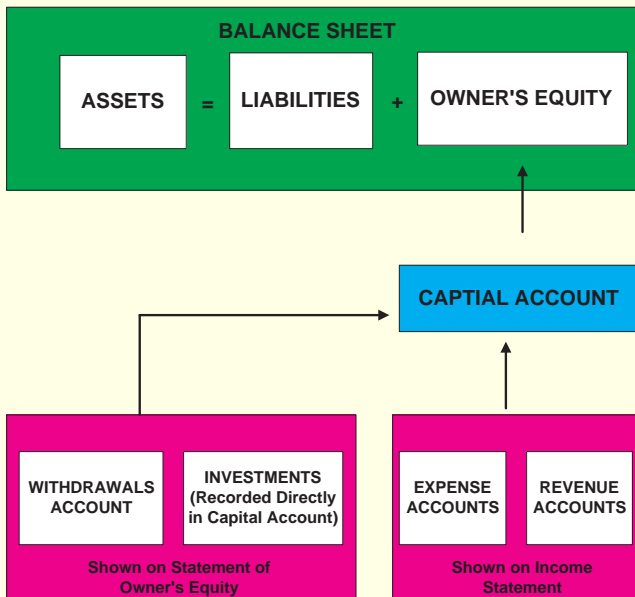 BALANCE SHEET
ASSETS = LIABILITIES + OWNER'S EQUITY
CAPTIAL ACCOUNT
WITHDRAWALS
ACCOUNT
INVESTMENTS
(Recorded Directly
in Capital Account)
Shown on Statement of
Owner's Equity
EXPENSE
ACCOUNTS
REVENUE
ACCOUNTS
Shown on Income
Statement